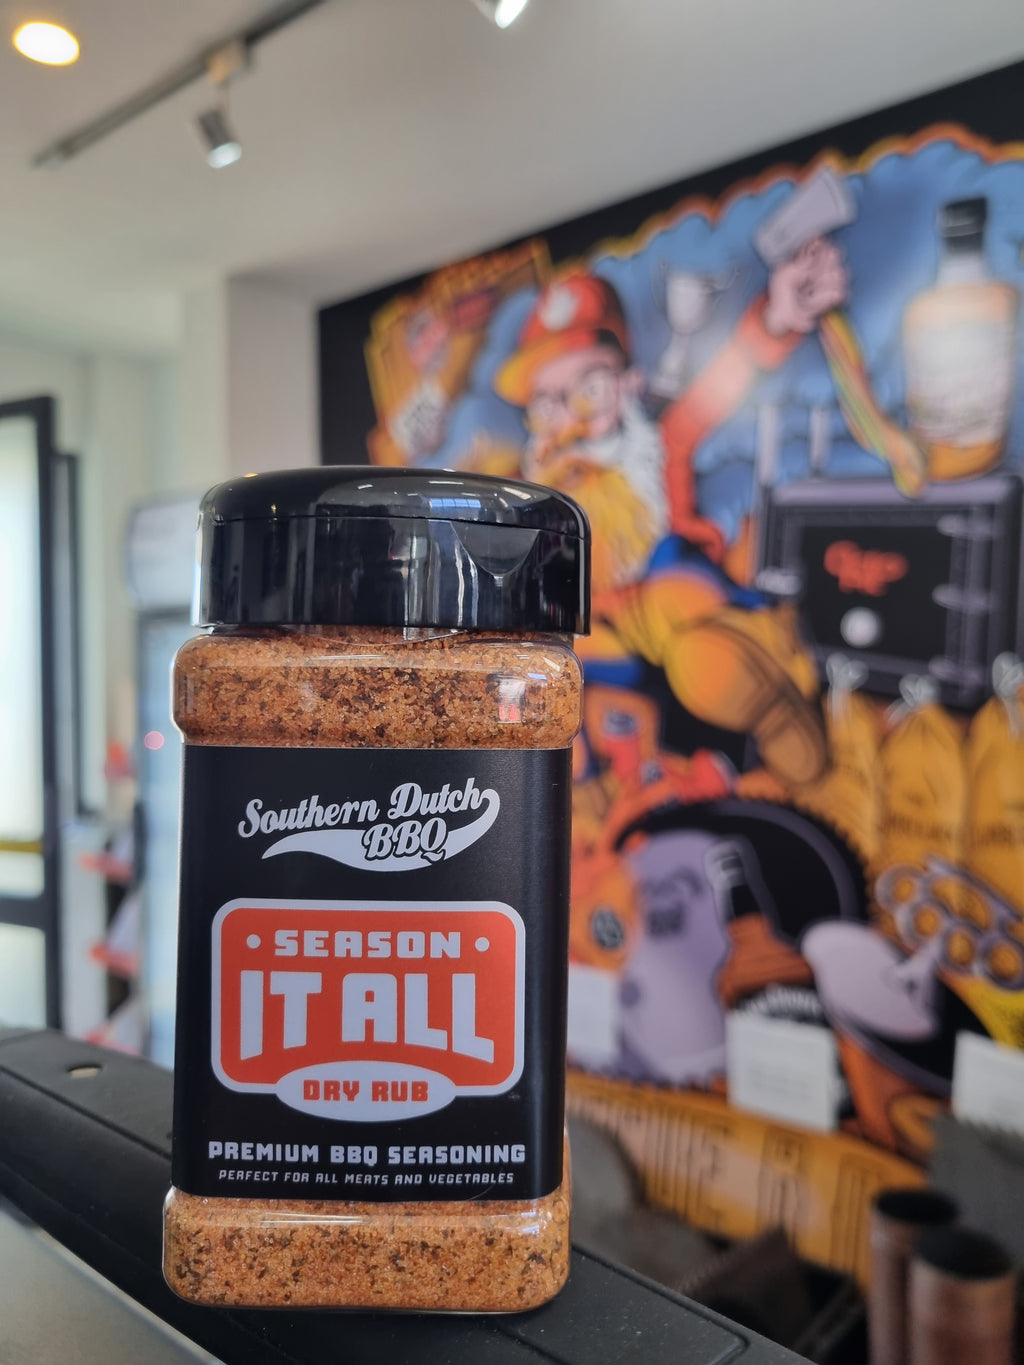 Southern Dutch
BBQ
• SEASON •
IT ALL
DRY RUB
PREMIUM BBQ SEASONING
PERFECT FOR ALL MEATS AND VEGETABLES